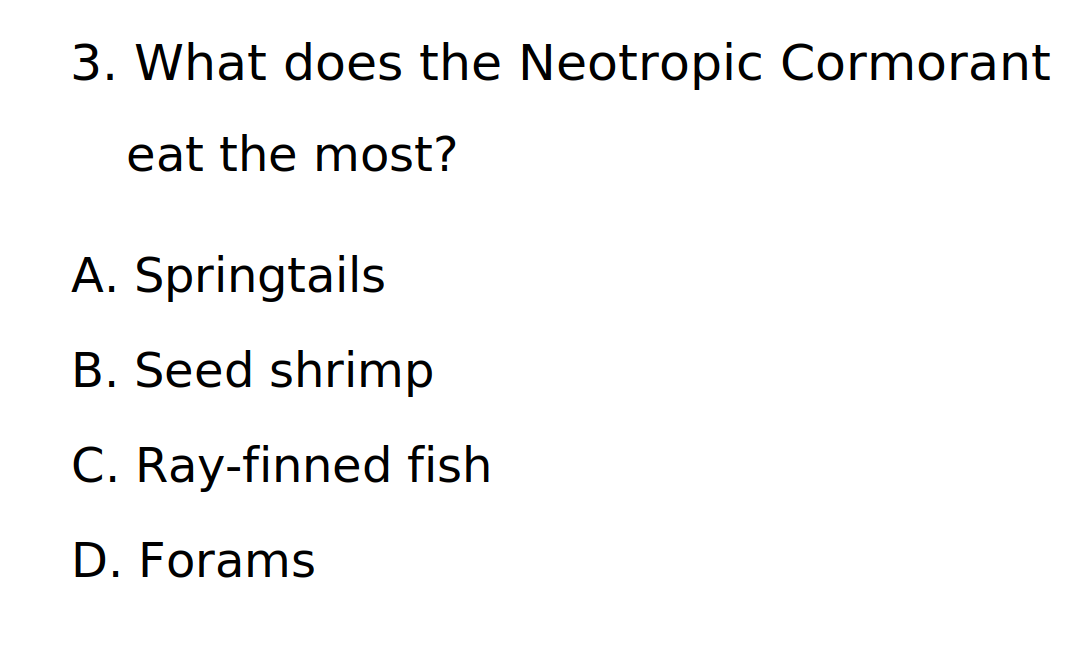 3. What does the Neotropic Cormorant
eat the most?
A. Springtails
B. Seed shrimp
C. Ray-finned fish
D. Forams